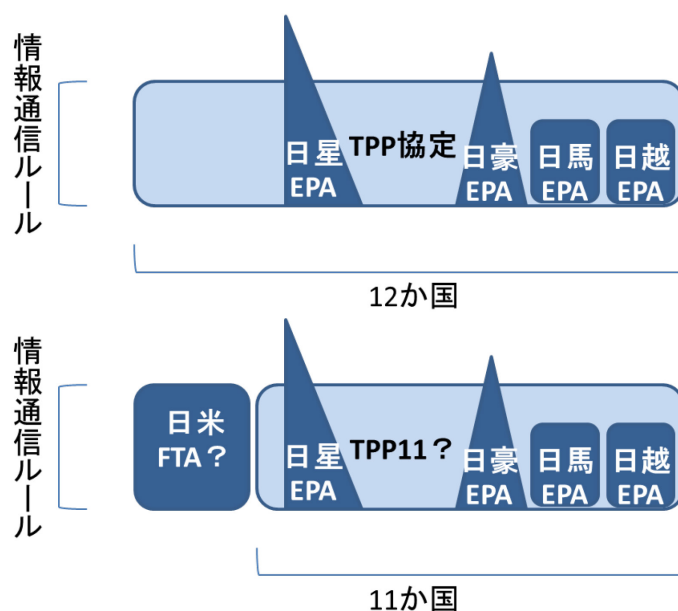 情報通信ルール
TPP協定
日星
EPA
日豪
EPA
日馬
EPA
日越
EPA
12か国
情報通信ルール
日米
FTA？
TPP11？
日星
EPA
日豪
EPA
日馬
EPA
日越
EPA
11か国